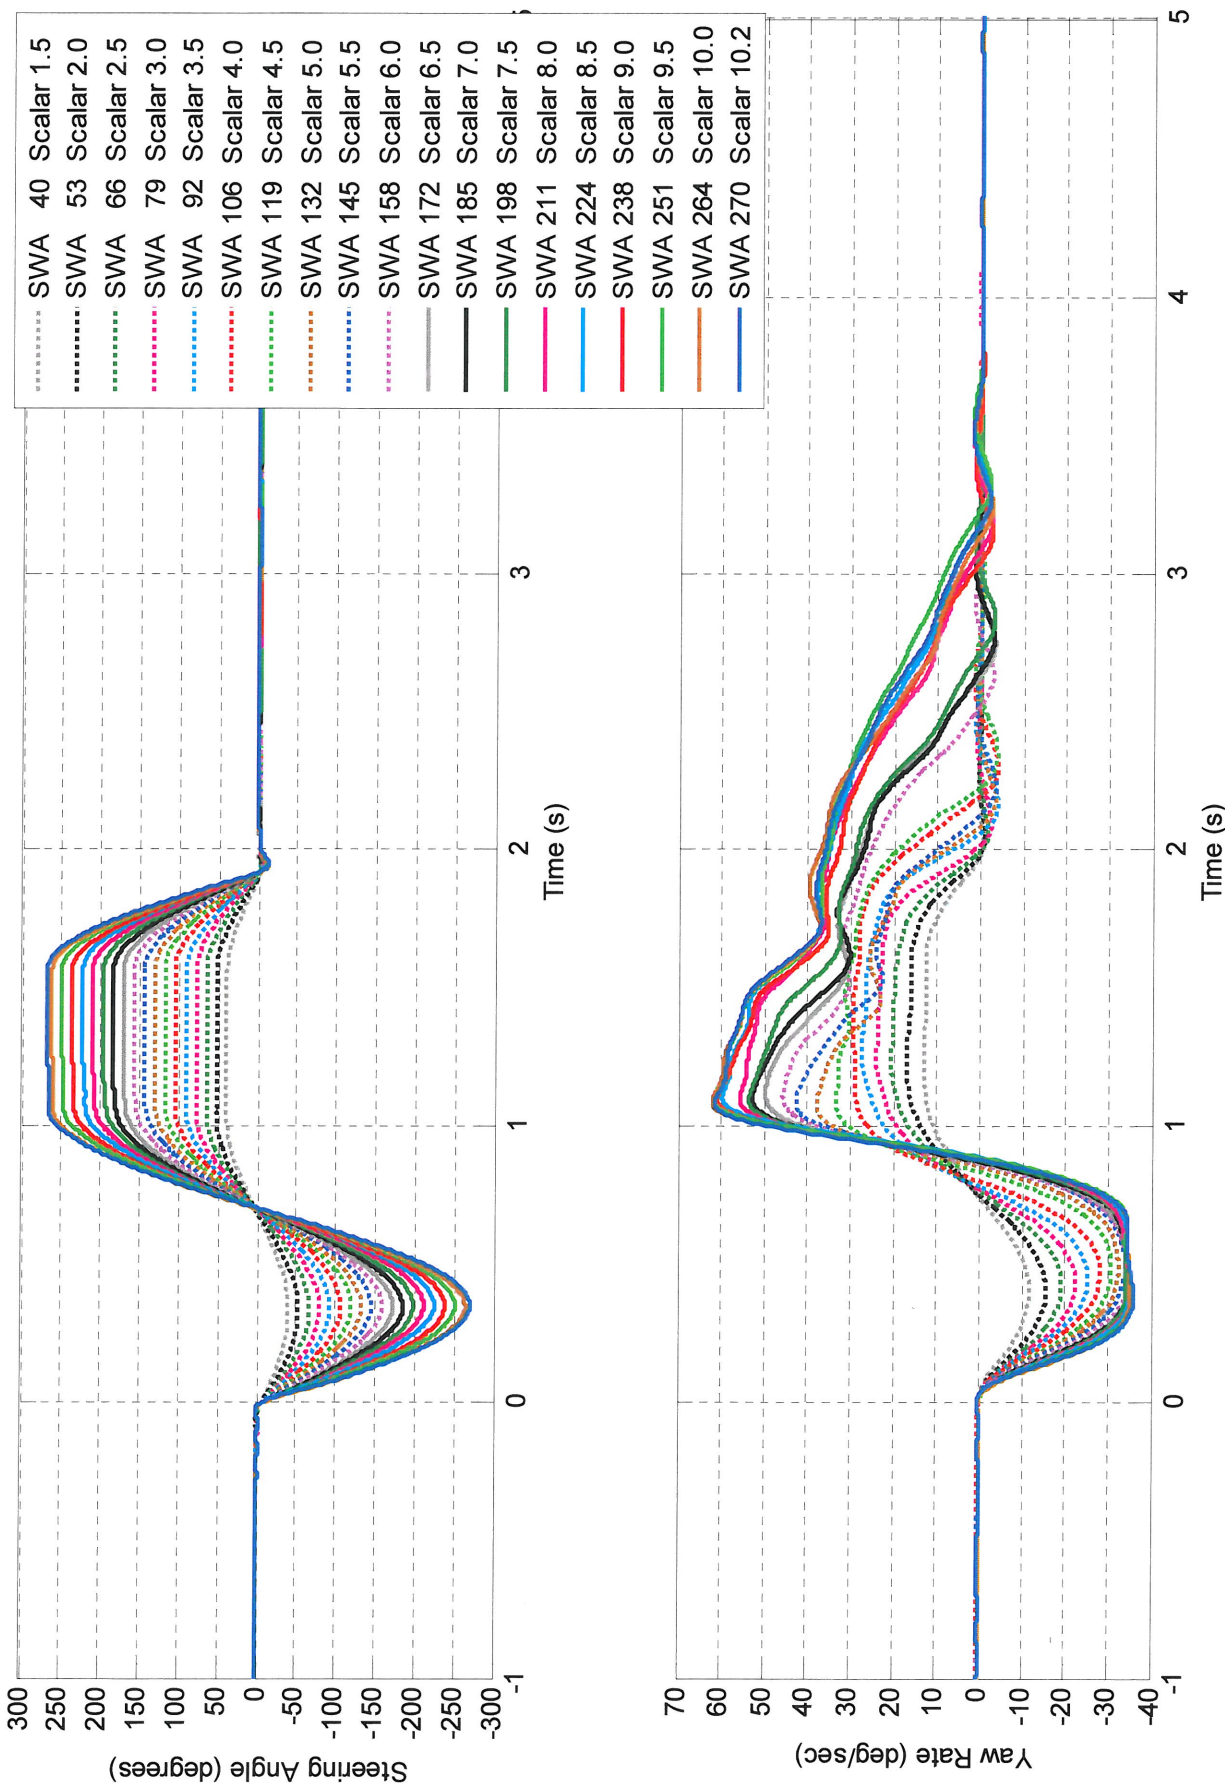 Steering Angle (degrees)
300
250
200
150
100
50
0
-50
-100
-150
-200
-250
-300
-1
0
1
2
3
5
Time (s)
SWA 40 Scalar 1.5
SWA 53 Scalar 2.0
SWA 66 Scalar 2.5
SWA 79 Scalar 3.0
SWA 92 Scalar 3.5
SWA 106 Scalar 4.0
SWA 119 Scalar 4.5
SWA 132 Scalar 5.0
SWA 145 Scalar 5.5
SWA 158 Scalar 6.0
SWA 172 Scalar 6.5
SWA 185 Scalar 7.0
SWA 198 Scalar 7.5
SWA 211 Scalar 8.0
SWA 224 Scalar 8.5
SWA 238 Scalar 9.0
SWA 251 Scalar 9.5
SWA 264 Scalar 10.0
SWA 270 Scalar 10.2
Yaw Rate (deg/sec)
70
60
50
40
30
20
10
0
-10
-20
-30
-40
-1
0
1
2
3
4
5
Time (s)